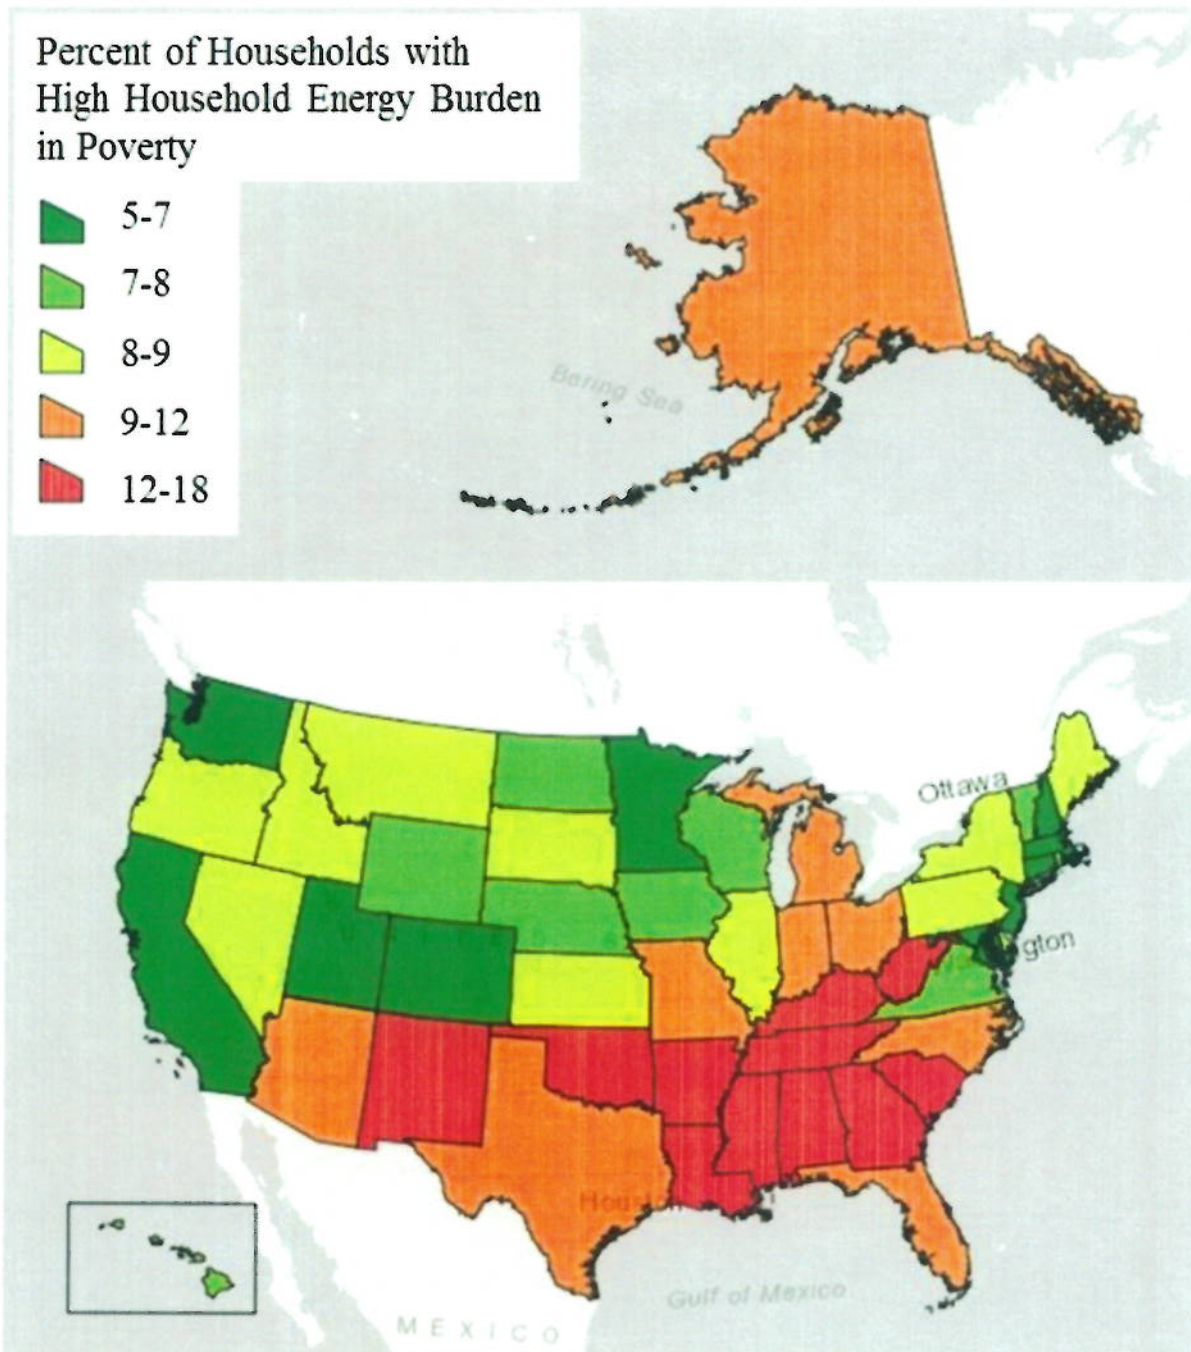 Percent of Households with
High Household Energy Burden
in Poverty
5-7
7-8
8-9
9-12
12-18
Bering Sea
Ottawa
gton
Houston
Gulf of Mexico
MEXICO